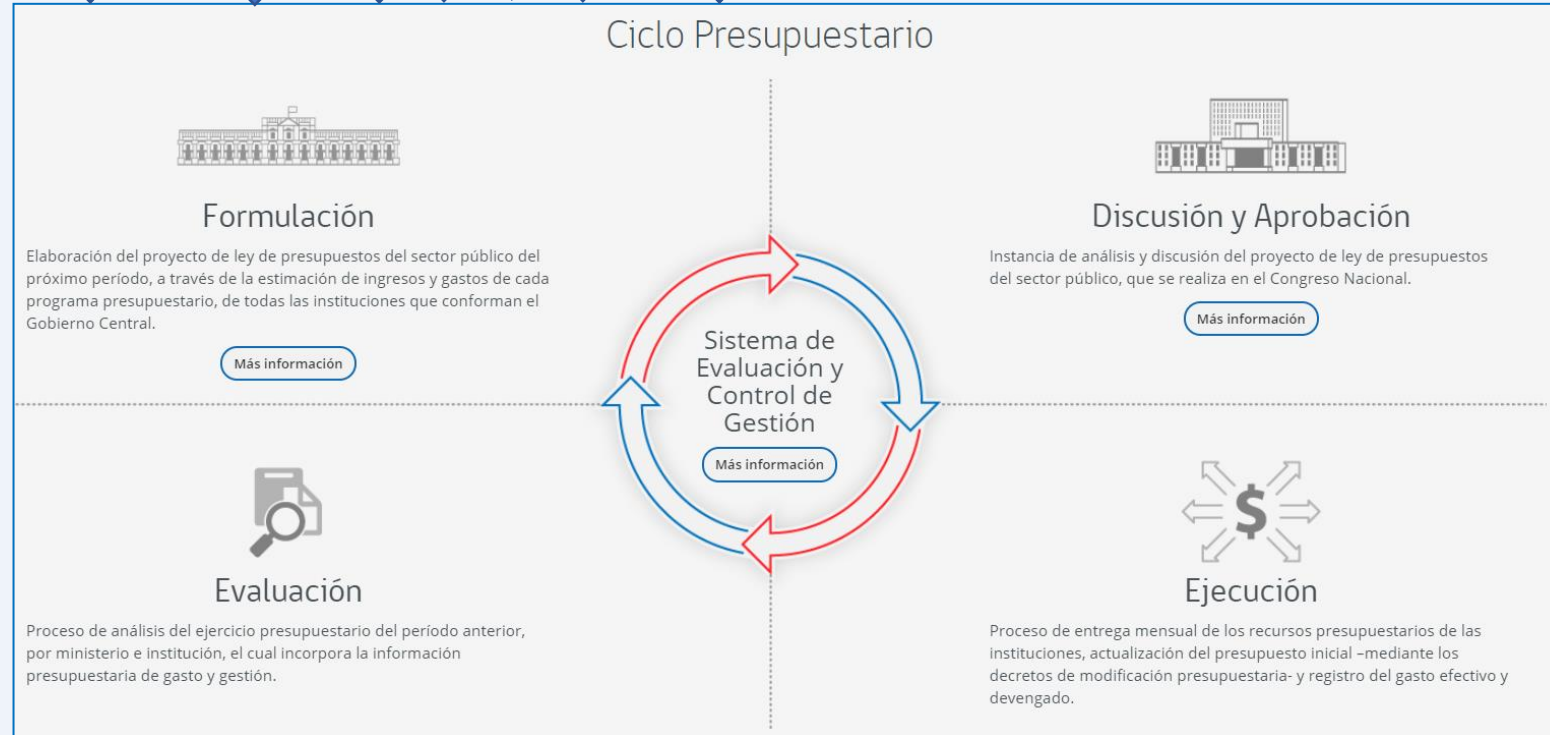 Ciclo Presupuestario
Formulación
Elaboración del proyecto de ley de presupuestos del sector público del
próximo período, a través de la estimación de ingresos y gastos de cada
programa presupuestario, de todas las instituciones que conforman el
Gobierno Central.
Más información
Discusión y Aprobación
Instancia de análisis y discusión del proyecto de ley de presupuestos
del sector público, que se realiza en el Congreso Nacional.
Más información
Sistema de
Evaluación y
Control de
Gestión
Más información
Evaluación
Proceso de análisis del ejercicio presupuestario del período anterior,
por ministerio e institución, el cual incorpora la información
presupuestaria de gasto y gestión.
$
Ejecución
Proceso de entrega mensual de los recursos presupuestarios de las
instituciones, actualización del presupuesto inicial –mediante los
decretos de modificación presupuestaria- y registro del gasto efectivo y
devengado.